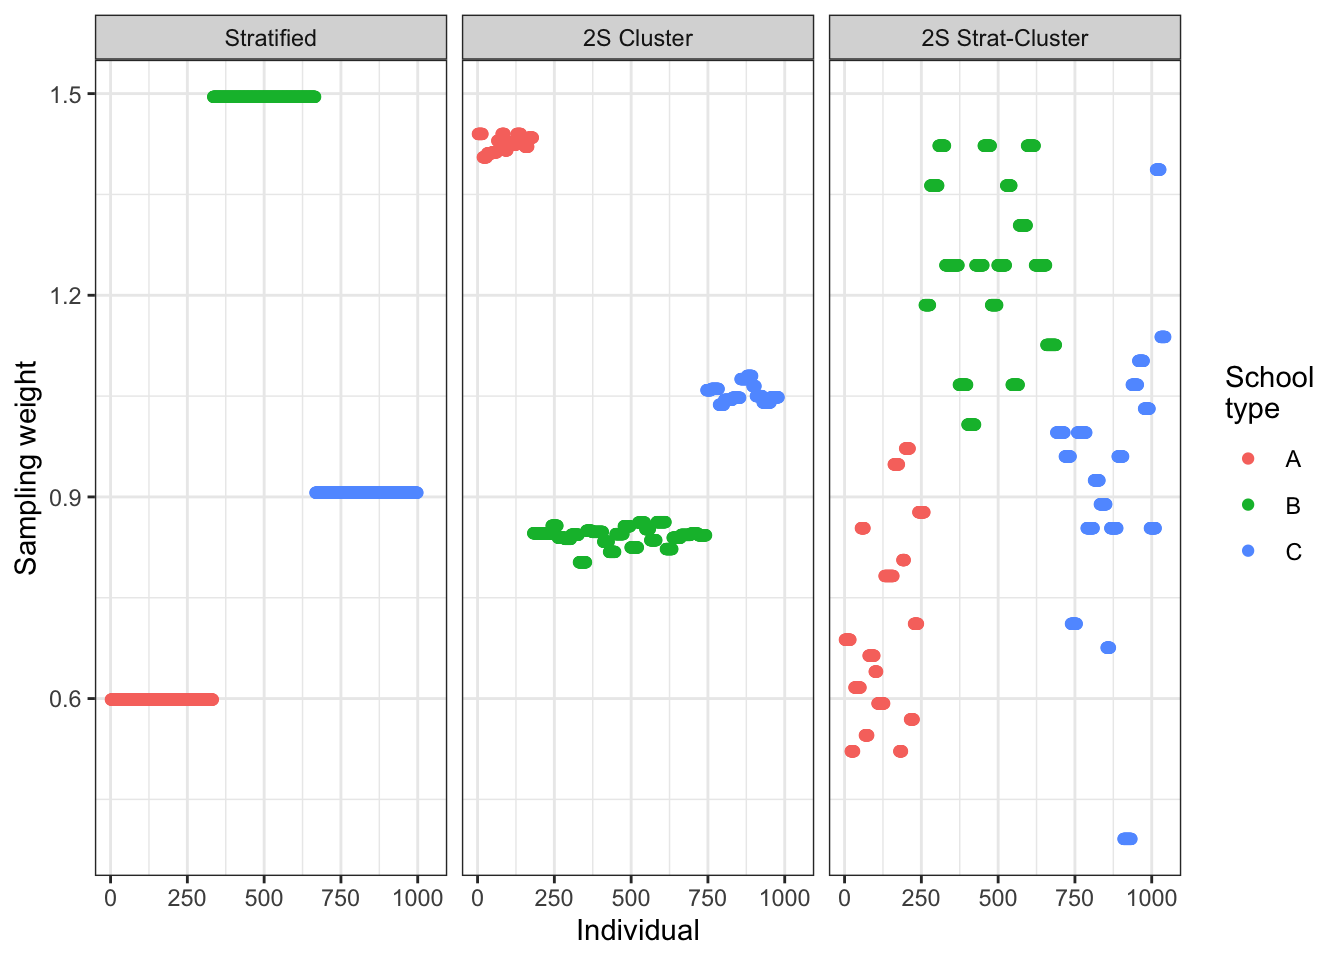 Stratified
2S Cluster
2S Strat-Cluster
Sampling weight
1.5
1.2
0.9
0.6
0 250 500 750 1000
0 250 500 750 1000
0 250 500 750 1000
Individual
School
type
A
B
C